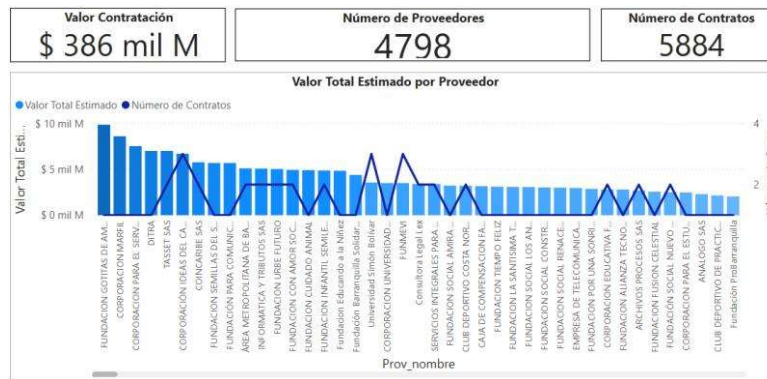 Valor Contratación
$ 386 mil M
Número de Proveedores
4798
Número de Contratos
5884
Valor Total Estimado por Proveedor
Valor Total Estimado Número de Contratos
Valor Total Esti...
$ 10 mil M
$ 5 mil M
$ 0 mil M
4
2
FUNDACION GOTITAS DE AM...
CORPORACION MARFIL
CORPORACION PARA EL SERV...
DITRA
TASSET SAS
CORPORACIÓN IDEAS DEL CA...
COINCARIBE SAS
FUNDACION SEMILLAS DEL S...
FUNDACION PARA COMUNIC...
ÁREA METROPOLITANA DE BA...
INFORMATICA Y TRIBUTOS SAS
FUNDACION URBE FUTURO
FUNDACION CON AMOR SOC...
FUNDACION CUIDADO ANIMAL
FUNDACION INFANTIL SEMILE...
Fundacion Educando a la Niñez
Fundación Barranquilla Solidar...
Universidad Simón Bolívar
CORPORACION UNIVERSIDAD...
FUNMEVI
Consultora Legal Lex
SERVICIOS INTEGRALES PARA ...
FUNDACION SOCIAL AMIRA ...
CLUB DEPORTIVO COSTA NOR...
CAJA DE COMPENSACION FA...
FUNDACION TIEMPO FELIZ
FUNDACION LA SANTISIMA T...
FUNDACION SOCIAL LOS AN...
FUNDACION SOCIAL CONSTR...
FUNDACION SOCIAL RENACE...
EMPRESA DE TELECOMUNICA...
FUNDACION POR UNA SONRI...
CORPORACION EDUCATIVA F...
FUNDACION ALIANZA TECNO...
ARCHIVOS PROCESOS SAS
FUNDACION FUSION CELESTIAL
FUNDACIÓN SOCIAL NUEVO ...
CORPORACION PARA EL ESTU...
ANALOGO SAS
CLUB DEPORTIVO DE PRACTIC...
Fundación ProBarranquilla
Prov_nombre